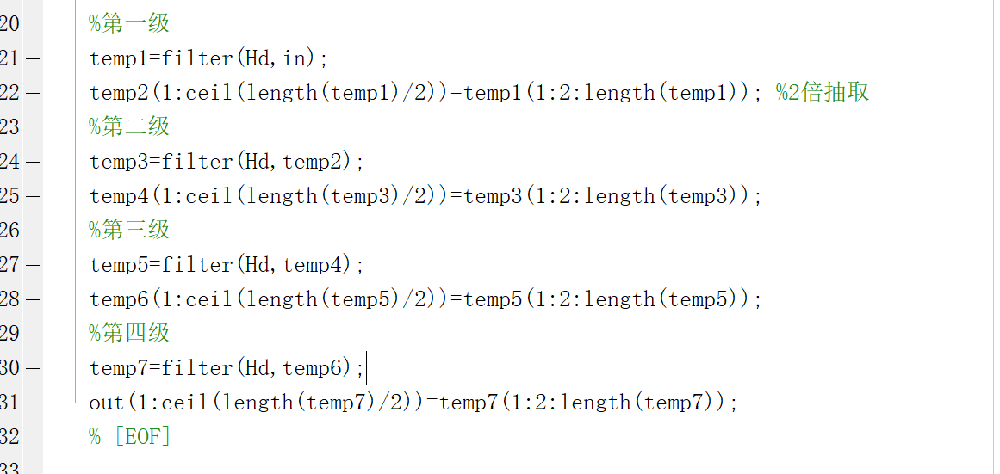 20 %第一级
21 — temp1=filter(Hd,in);
22 — temp2(1:ceil(length(temp1)/2))=temp1(1:2:length(temp1)); %2倍抽取
23 %第二级
24 — temp3=filter(Hd,temp2);
25 — temp4(1:ceil(length(temp3)/2))=temp3(1:2:length(temp3));
26 %第三级
27 — temp5=filter(Hd,temp4);
28 — temp6(1:ceil(length(temp5)/2))=temp5(1:2:length(temp5));
29 %第四级
30 — temp7=filter(Hd,temp6);
31 — out(1:ceil(length(temp7)/2))=temp7(1:2:length(temp7));
32 % [EOF]
33